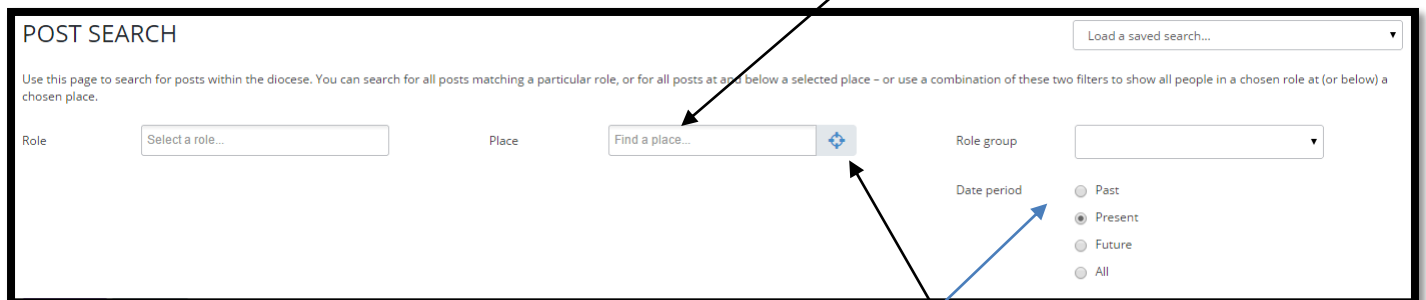 POST SEARCH
Load a saved search...
Use this page to search for posts within the diocese. You can search for all posts matching a particular role, or for all posts at and below a selected place – or use a combination of these two filters to show all people in a chosen role at (or below) a
chosen place.
Role
Select a role...
Place
Find a place...
Role group
Date period
Past
Present
Future
All